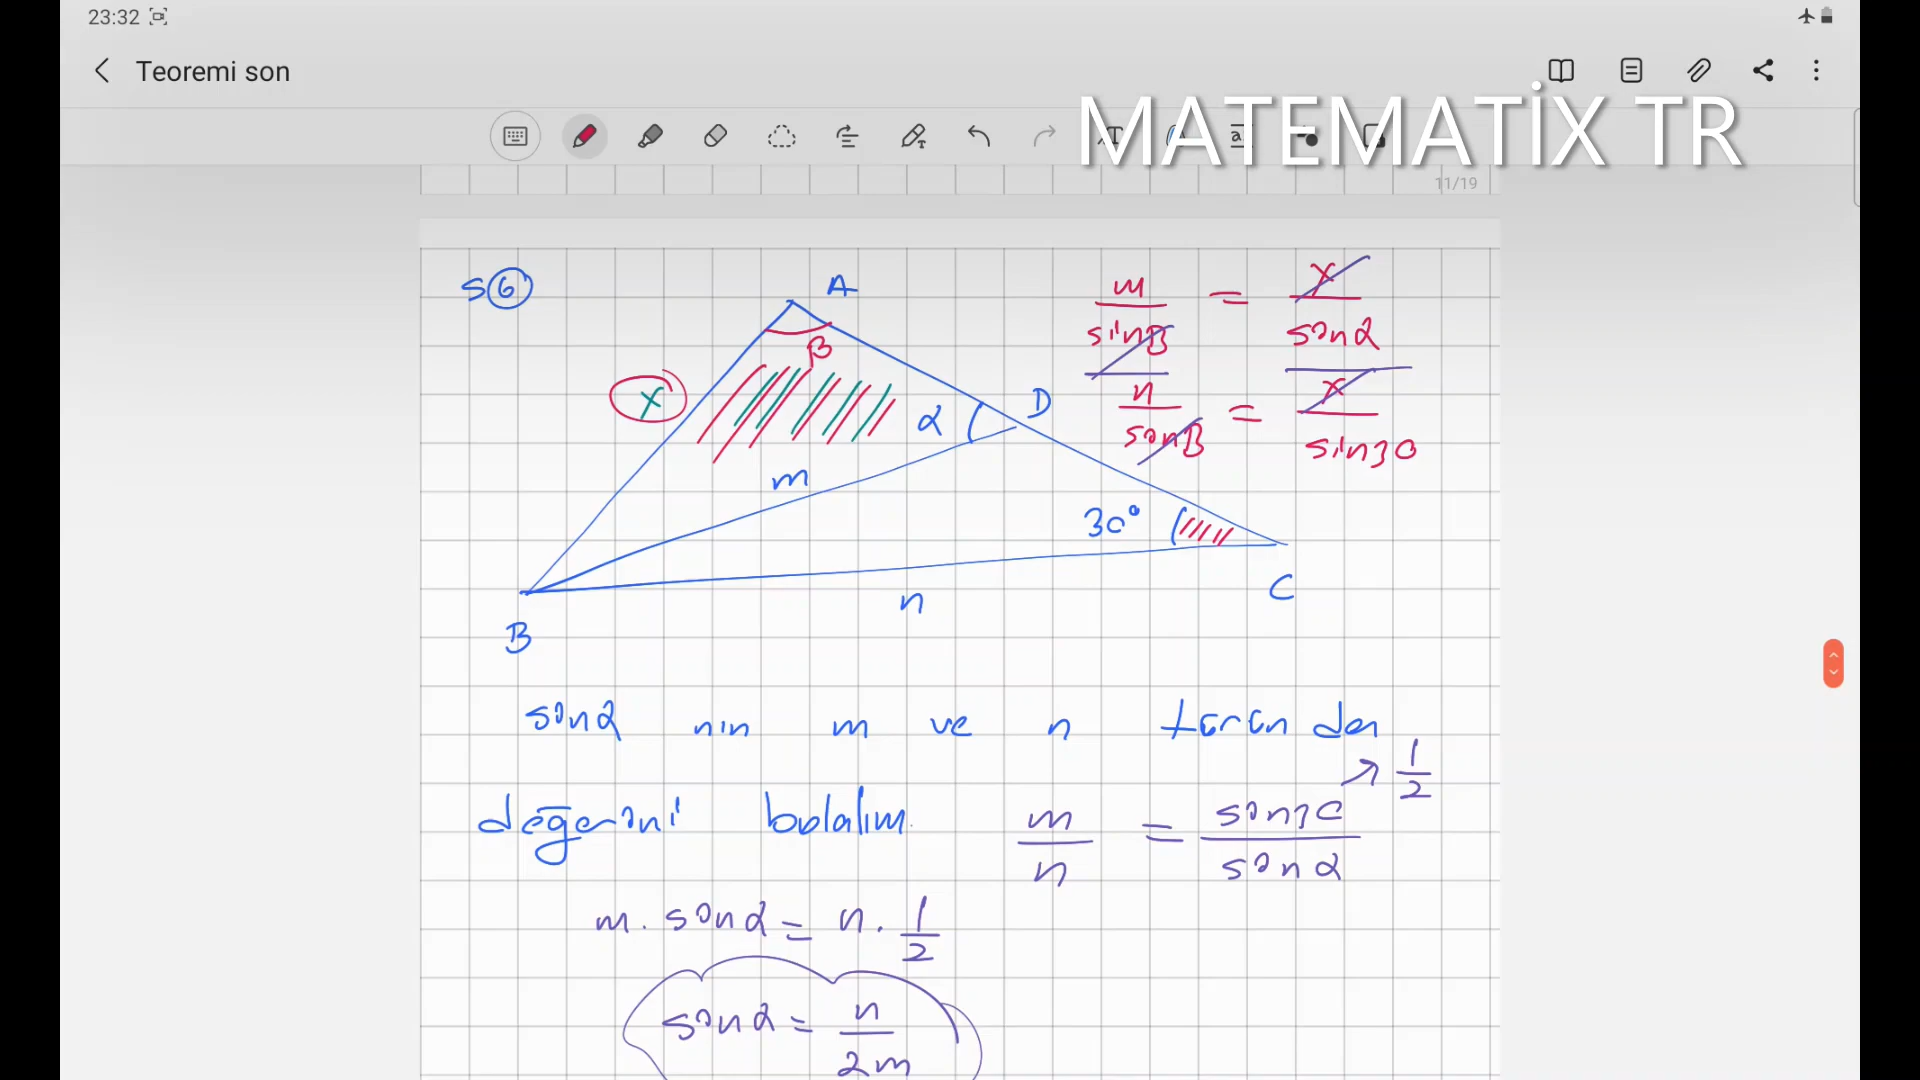 23:32
Teoremi son
MATEMATİX TR
11/19
S6
A
β
x
α
D
m
30°
n
C
B
m/sinβ = x/sinα
n/sinβ = x/sin30
sinα nın m ve n türünden
değerini bulalım.
m/n = sin30/sinα → 1/2
m. sinα = n. 1/2
sinα = n/2m